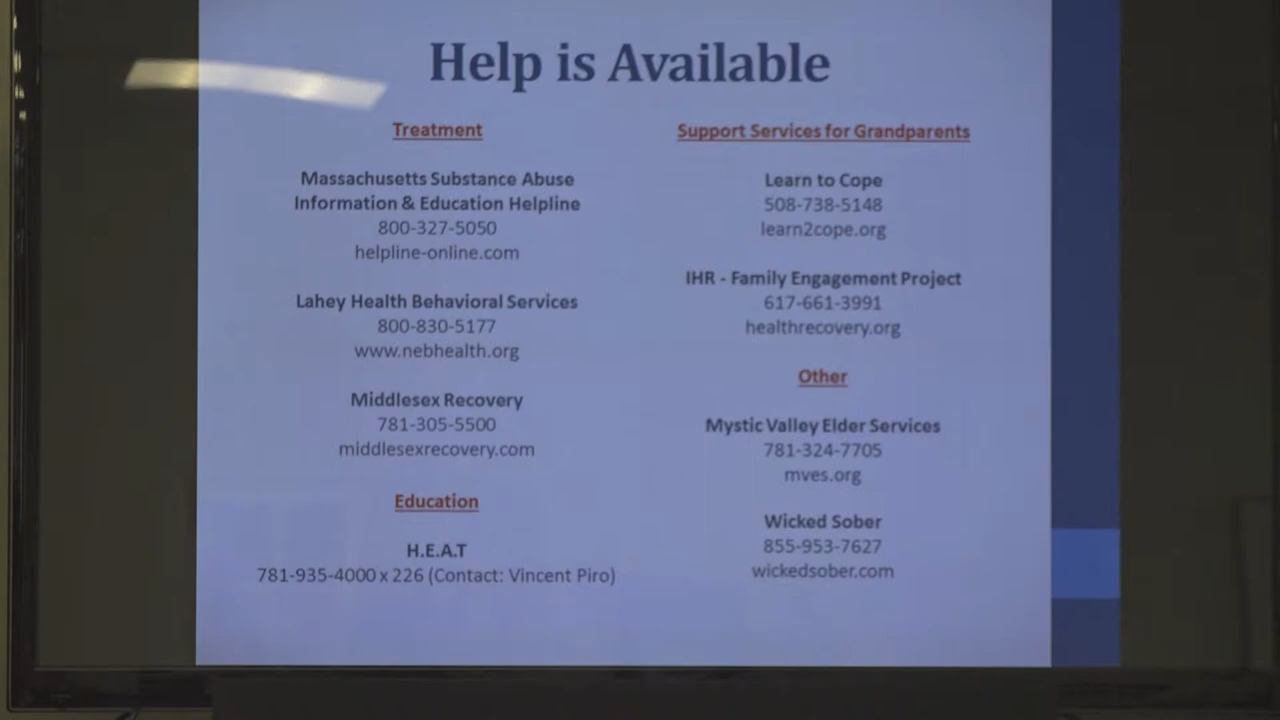 Help is Available
Treatment
Massachusetts Substance Abuse
Information & Education Helpline
800-327-5050
helpline-online.com
Lahey Health Behavioral Services
800-830-5177
www.nebhealth.org
Middlesex Recovery
781-305-5500
middlesexrecovery.com
Education
H.E.A.T
781-935-4000 x 226 (Contact: Vincent Piro)
Support Services for Grandparents
Learn to Cope
508-738-5148
learn2cope.org
IHR - Family Engagement Project
617-661-3991
healthrecovery.org
Other
Mystic Valley Elder Services
781-324-7705
mves.org
Wicked Sober
855-953-7627
wickedsober.com